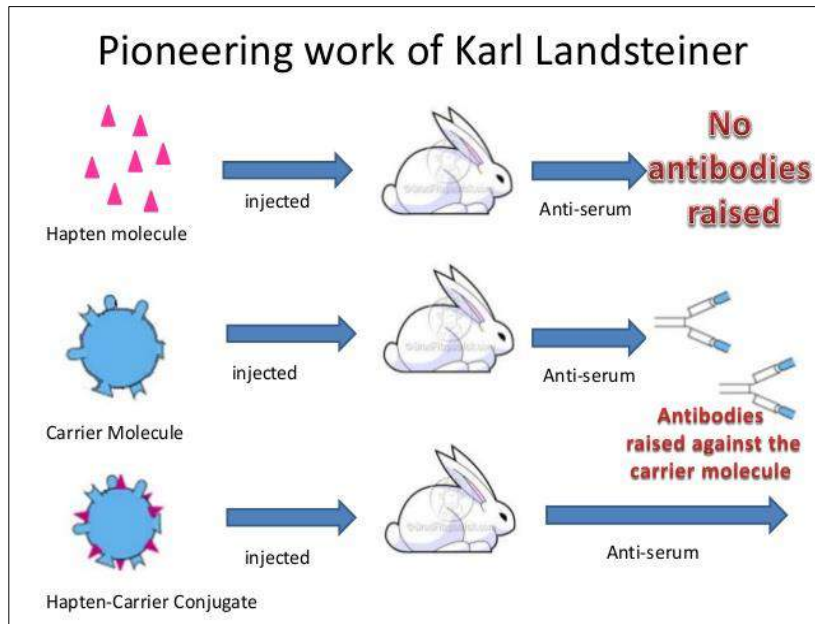 Pioneering work of Karl Landsteiner
injected
Hapten molecule
Anti-serum
No
antibodies
raised
injected
Carrier Molecule
Anti-serum
Antibodies
raised against the
carrier molecule
injected
Hapten-Carrier Conjugate
Anti-serum